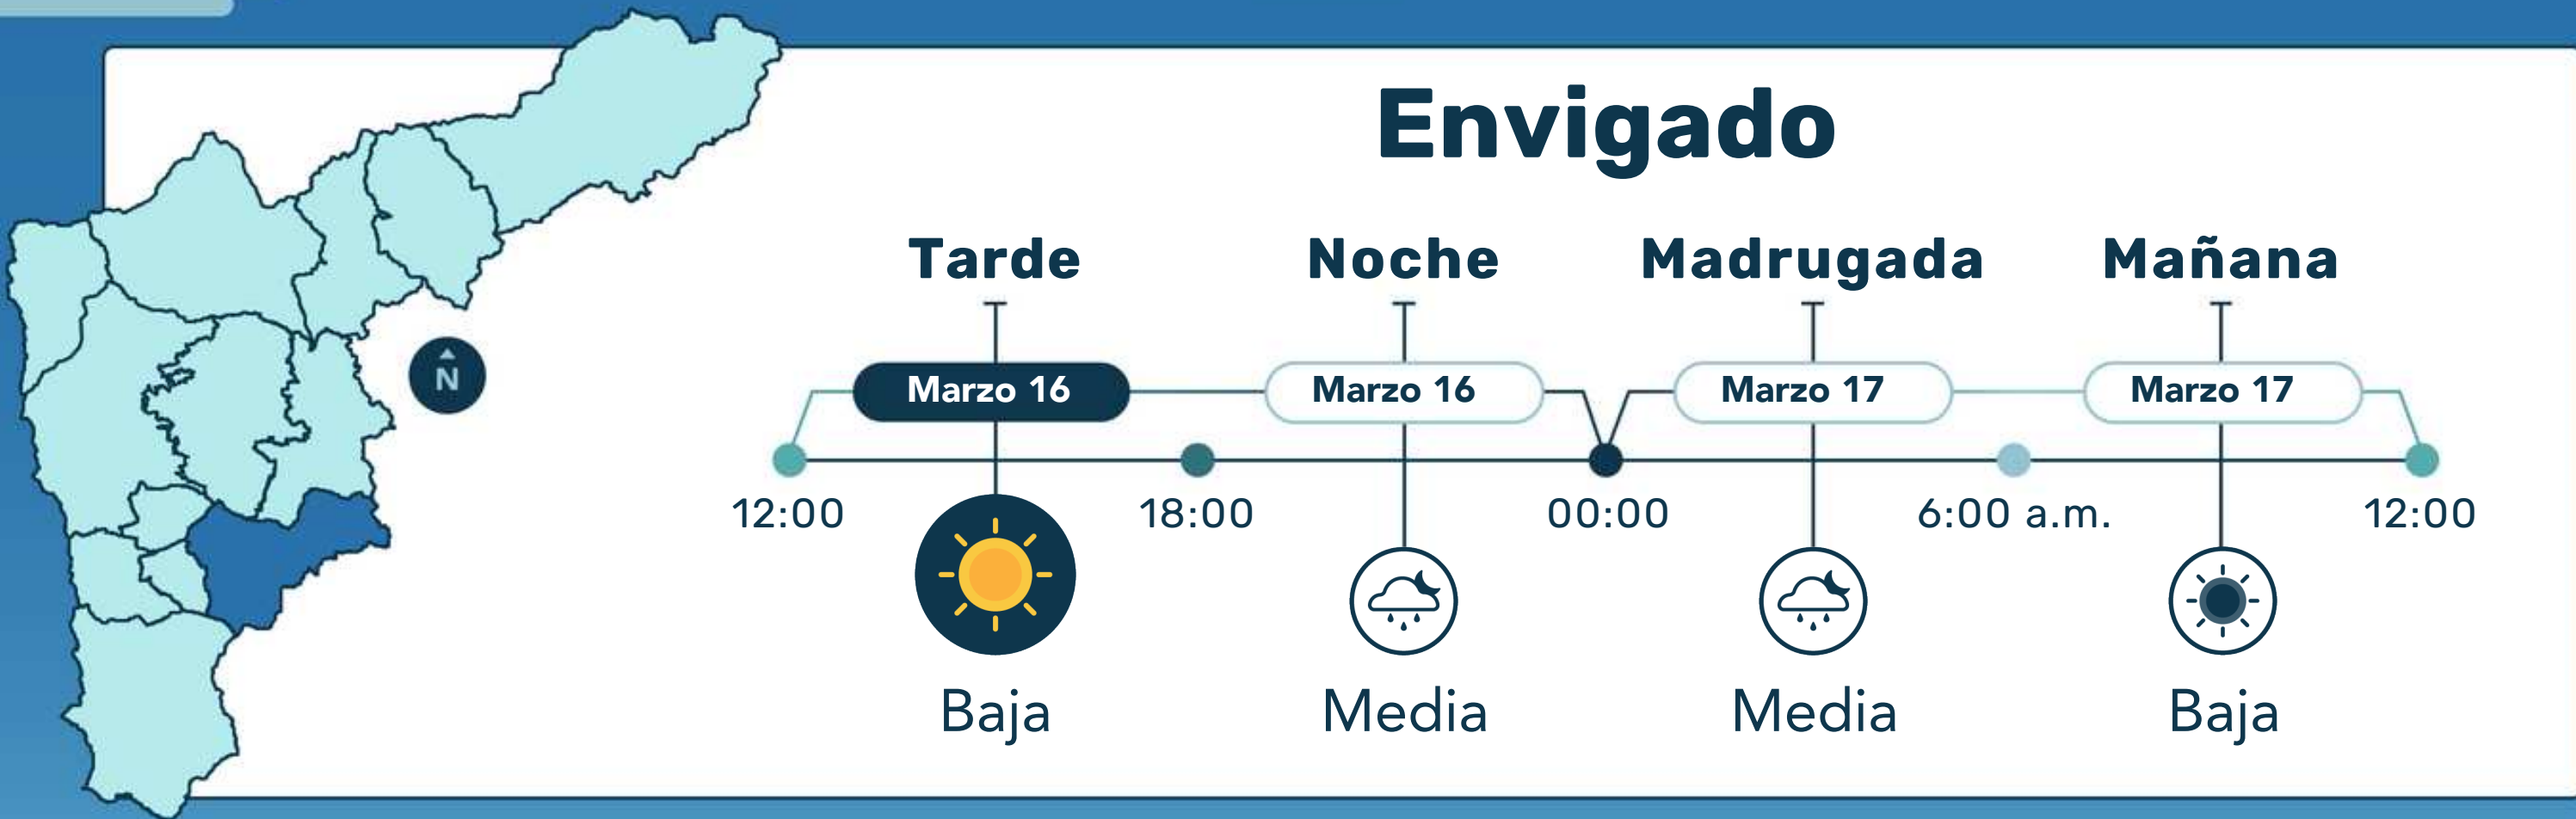 Envigado
Tarde Noche Madrugada Mañana
N
Marzo 16 Marzo 16 Marzo 17 Marzo 17
12:00 18:00 00:00 6:00 a.m. 12:00
Baja Media Media Baja